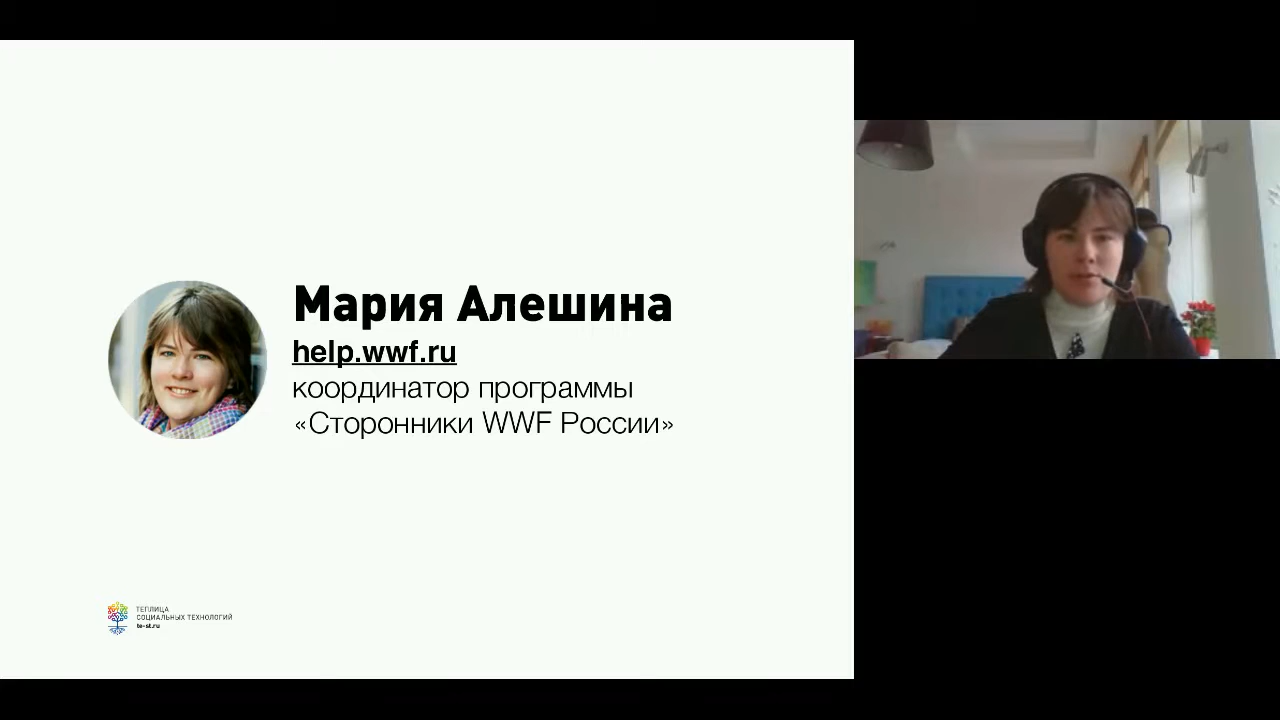 Мария Алешина
help.wwf.ru
координатор программы
«Сторонники WWF России»
ТЕПЛИЦА
СОЦИАЛЬНЫХ ТЕХНОЛОГИЙ
te-st.ru